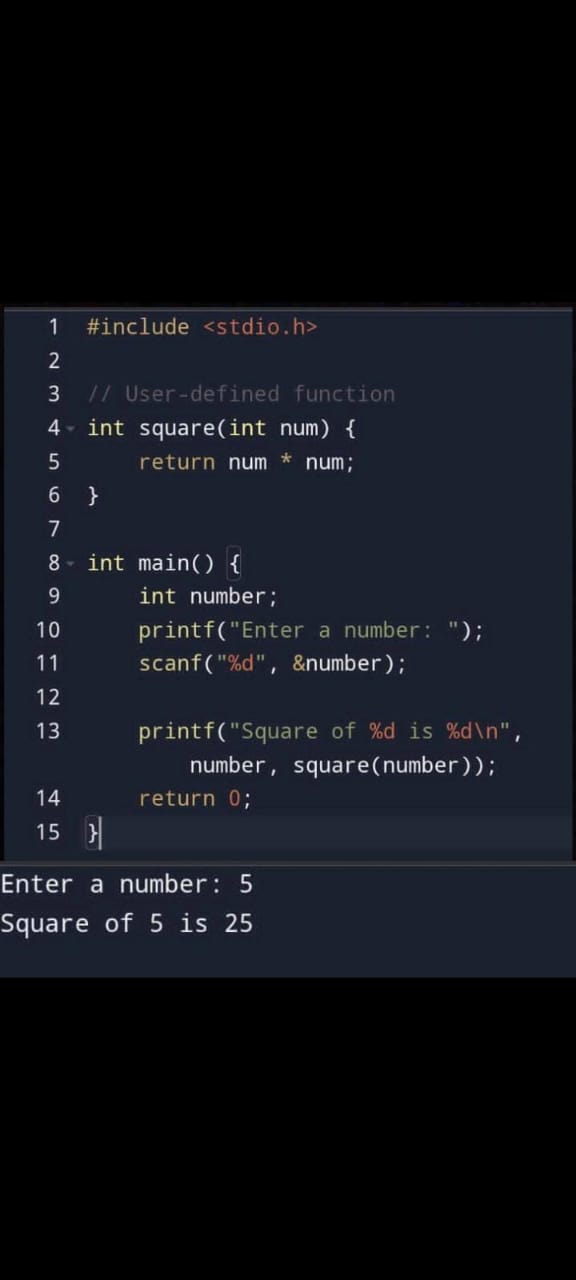 1 #include <stdio.h>
2
3 // User-defined function
4 int square(int num) {
5     return num * num;
6 }
7
8 int main() {
9     int number;
10     printf("Enter a number: ");
11     scanf("%d", &number);
12
13     printf("Square of %d is %d\n",
        number, square(number));
14     return 0;
15 }
Enter a number: 5
Square of 5 is 25